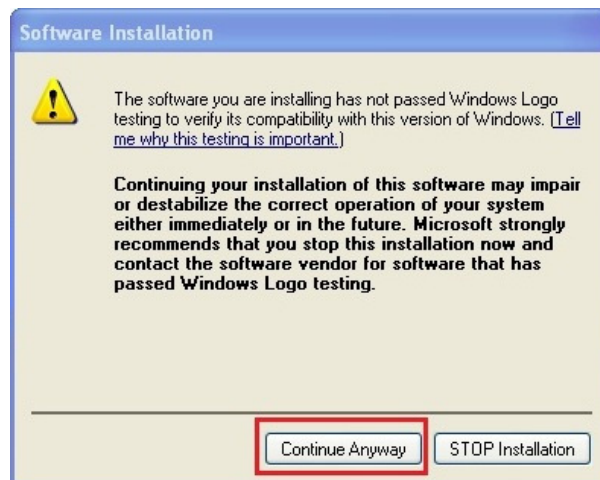 Software Installation
The software you are installing has not passed Windows Logo
testing to verify its compatibility with this version of Windows. (Tell
me why this testing is important.)
Continuing your installation of this software may impair
or destabilize the correct operation of your system
either immediately or in the future. Microsoft strongly
recommends that you stop this installation now and
contact the software vendor for software that has
passed Windows Logo testing.
Continue Anyway STOP Installation